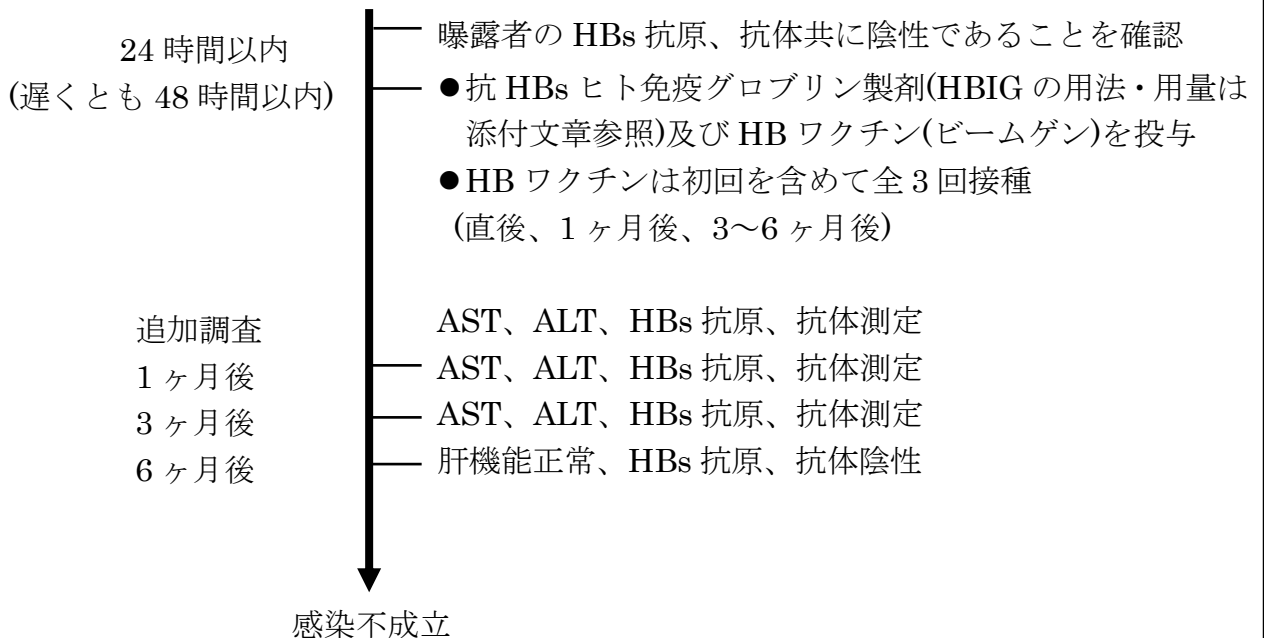 24 時間以内
(遅くとも 48 時間以内)
曝露者の HBs 抗原、抗体共に陰性であることを確認
●抗 HBs ヒト免疫グロブリン製剤(HBIG の用法・用量は
添付文章参照)及び HB ワクチン(ビームゲン)を投与
●HB ワクチンは初回を含めて全 3 回接種
(直後、1 ヶ月後、3～6 ヶ月後)
追加調査
AST、ALT、HBs 抗原、抗体測定
1 ヶ月後
AST、ALT、HBs 抗原、抗体測定
3 ヶ月後
AST、ALT、HBs 抗原、抗体測定
6 ヶ月後
肝機能正常、HBs 抗原、抗体陰性
感染不成立